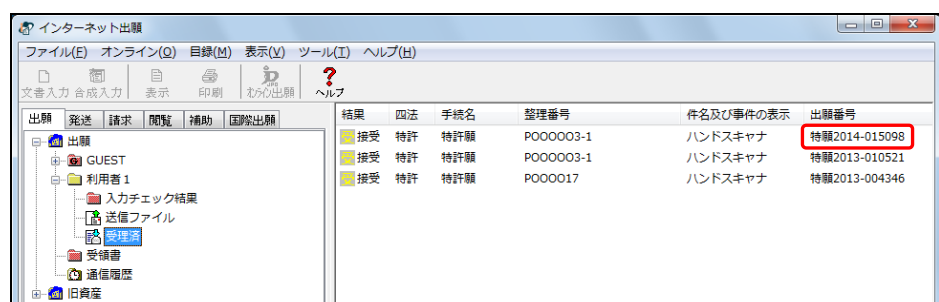 インターネット出願
ファイル(F) オンライン(O) 目録(M) 表示(V) ツール(T) ヘルプ(H)
文書入力 合成入力 表示 印刷 わらべ出願 ヘルプ
出願 発送 請求 閲覧 補助 国際出願
出願
GUEST
利用者1
入力チェック結果
送信ファイル
受理済
受領書
通信履歴
旧資産
結果 四法 手続名 整理番号 件名及び事件の表示 出願番号
接受 特許 特許願 P000003-1 ハンドスキャナ 特願2014-015098
接受 特許 特許願 P000003-1 ハンドスキャナ 特願2013-010521
接受 特許 特許願 P000017 ハンドスキャナ 特願2013-004346